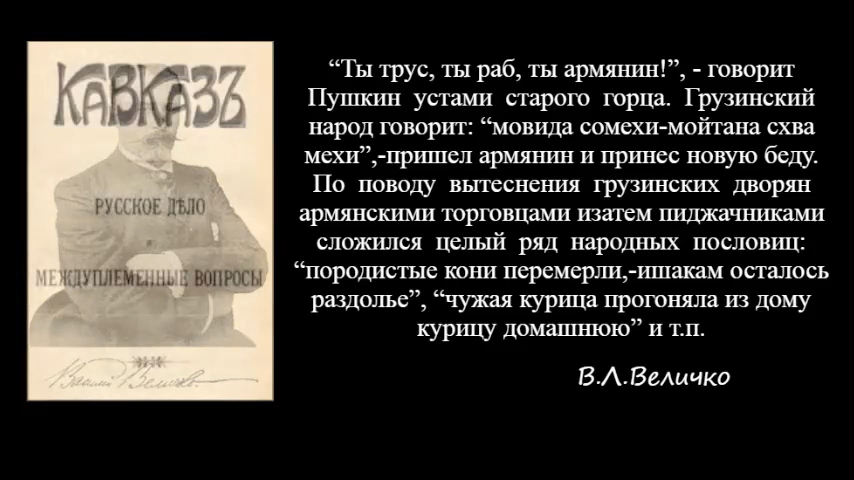 КАВКАЗЪ
РУССКОЕ ДѢЛО
И
МЕЖДУПЛЕМЕННЫЕ ВОПРОСЫ
Василий Величко.
“Ты трус, ты раб, ты армянин!”, - говорит
Пушкин устами старого горца. Грузинский
народ говорит: “мовида сомехи-мойтана схва
мехи”,-пришел армянин и принес новую беду.
По поводу вытеснения грузинских дворян
армянскими торговцами изатем пиджачниками
сложился целый ряд народных пословиц:
“породистые кони перемерли,-ишакам осталось
раздолье”, “чужая курица прогоняла из дому
курицу домашнюю” и т.п.
В.Л.Величко